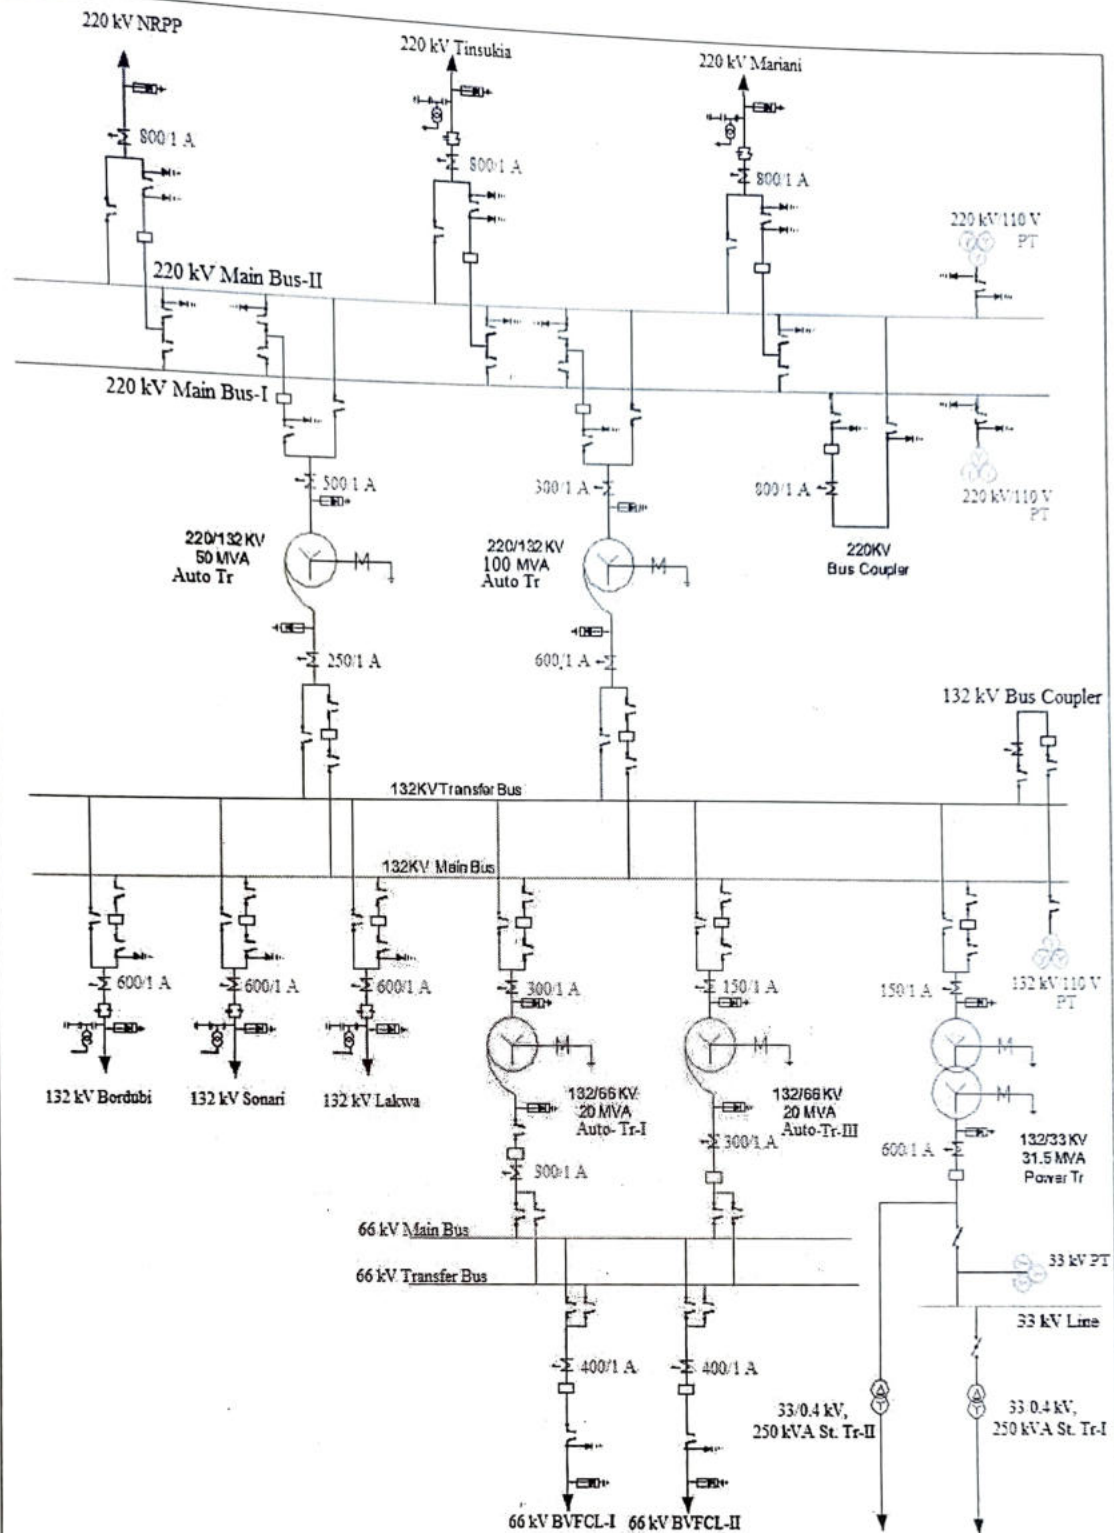 220 kV NRPP
220 kV Tinsukia
220 kV Mariani
800/1 A
800/1 A
800/1 A
220 kV/110 V
PT
220 kV Main Bus-II
220 kV Main Bus-I
500/1 A
300/1 A
800/1 A
220 kV/110 V
PT
220/132 KV
50 MVA
Auto Tr
220/132 KV
100 MVA
Auto Tr
220KV
Bus Coupler
250/1 A
600/1 A
132 kV Bus Coupler
132KV Transfer Bus
132KV Main Bus
600/1 A
600/1 A
600/1 A
300/1 A
150/1 A
150/1 A
132 kV/110 V
PT
132 kV Bordubi
132 kV Sonari
132 kV Lakwa
132/66 KV
20 MVA
Auto-Tr-I
132/66 KV
20 MVA
Auto-Tr-III
132/33 KV
31.5 MVA
Power Tr
300/1 A
300/1 A
600/1 A
66 kV Main Bus
66 kV Transfer Bus
33 kV PT
33 kV Line
400/1 A
400/1 A
33/0.4 kV,
250 kVA St. Tr-II
33/0.4 kV,
250 kVA St. Tr-I
66 kV BVFCL-I
66 kV BVFCL-II